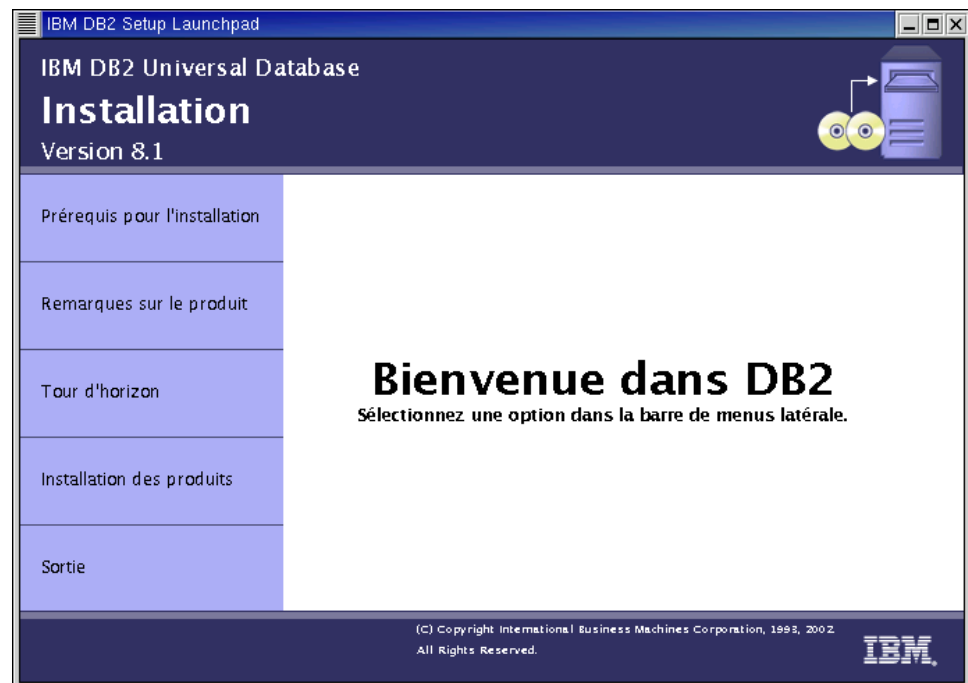 IBM DB2 Setup Launchpad
IBM DB2 Universal Database
Installation
Version 8.1
Prérequis pour l'installation
Remarques sur le produit
Tour d'horizon
Installation des produits
Sortie
Bienvenue dans DB2
Sélectionnez une option dans la barre de menus latérale.
(C) Copyright International Business Machines Corporation, 1993, 2002
All Rights Reserved.
IBM.